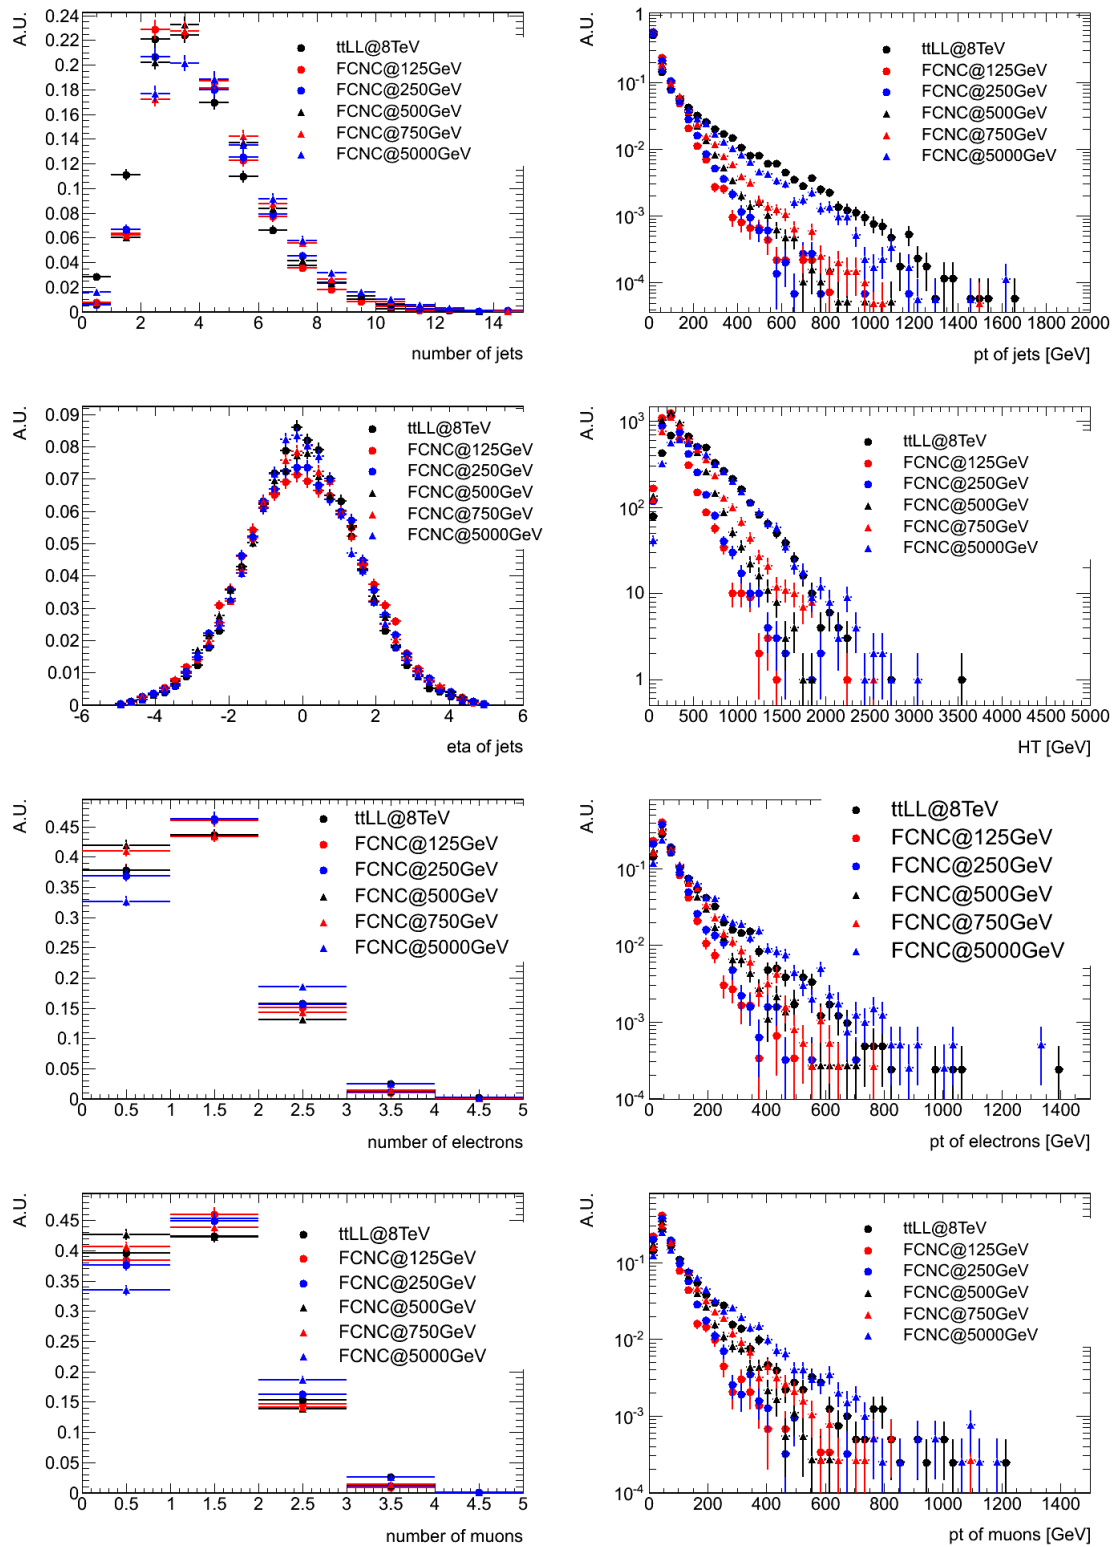 A.U.
0.24
0.22
0.2
0.18
0.16
0.14
0.12
0.1
0.08
0.06
0.04
0.02
0
0 2 4 6 8 10 12 14
number of jets
ttLL@8TeV
FCNC@125GeV
FCNC@250GeV
FCNC@500GeV
FCNC@750GeV
FCNC@5000GeV
A.U.
1
10-1
10-2
10-3
10-4
0 200 400 600 800 1000 1200 1400 1600 1800 2000
pt of jets [GeV]
ttLL@8TeV
FCNC@125GeV
FCNC@250GeV
FCNC@500GeV
FCNC@750GeV
FCNC@5000GeV
A.U.
0.09
0.08
0.07
0.06
0.05
0.04
0.03
0.02
0.01
0
-6 -4 -2 0 2 4 6
eta of jets
ttLL@8TeV
FCNC@125GeV
FCNC@250GeV
FCNC@500GeV
FCNC@750GeV
FCNC@5000GeV
A.U.
103
102
10
1
0 500 1000 1500 2000 2500 3000 3500 4000 4500 5000
HT [GeV]
ttLL@8TeV
FCNC@125GeV
FCNC@250GeV
FCNC@500GeV
FCNC@750GeV
FCNC@5000GeV
A.U.
0.45
0.4
0.35
0.3
0.25
0.2
0.15
0.1
0.05
0
0 0.5 1 1.5 2 2.5 3 3.5 4 4.5 5
number of electrons
ttLL@8TeV
FCNC@125GeV
FCNC@250GeV
FCNC@500GeV
FCNC@750GeV
FCNC@5000GeV
A.U.
10-1
10-2
10-3
10-4
0 200 400 600 800 1000 1200 1400
pt of electrons [GeV]
ttLL@8TeV
FCNC@125GeV
FCNC@250GeV
FCNC@500GeV
FCNC@750GeV
FCNC@5000GeV
A.U.
0.45
0.4
0.35
0.3
0.25
0.2
0.15
0.1
0.05
0
0 0.5 1 1.5 2 2.5 3 3.5 4 4.5 5
number of muons
ttLL@8TeV
FCNC@125GeV
FCNC@250GeV
FCNC@500GeV
FCNC@750GeV
FCNC@5000GeV
A.U.
10-1
10-2
10-3
10-4
0 200 400 600 800 1000 1200 1400
pt of muons [GeV]
ttLL@8TeV
FCNC@125GeV
FCNC@250GeV
FCNC@500GeV
FCNC@750GeV
FCNC@5000GeV